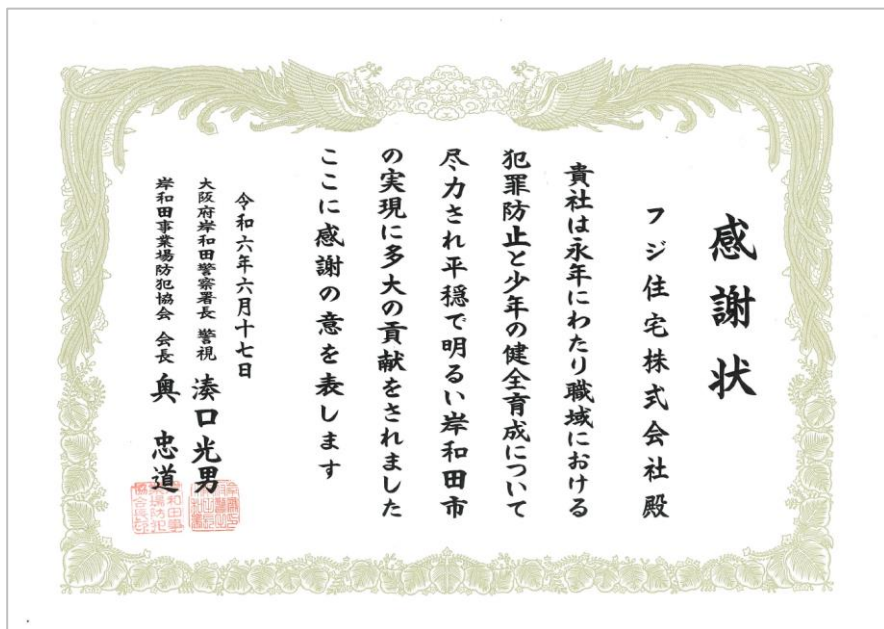 感謝状
フジ住宅株式会社殿
貴社は永年にわたり職域における
犯罪防止と少年の健全育成について
尽力され平穏で明るい岸和田市
の実現に多大の貢献をされました
ここに感謝の意を表します
令和六年六月十七日
大阪府岸和田警察署長 警視 湊口光男
岸和田事業場防犯協会 会長 奥忠道